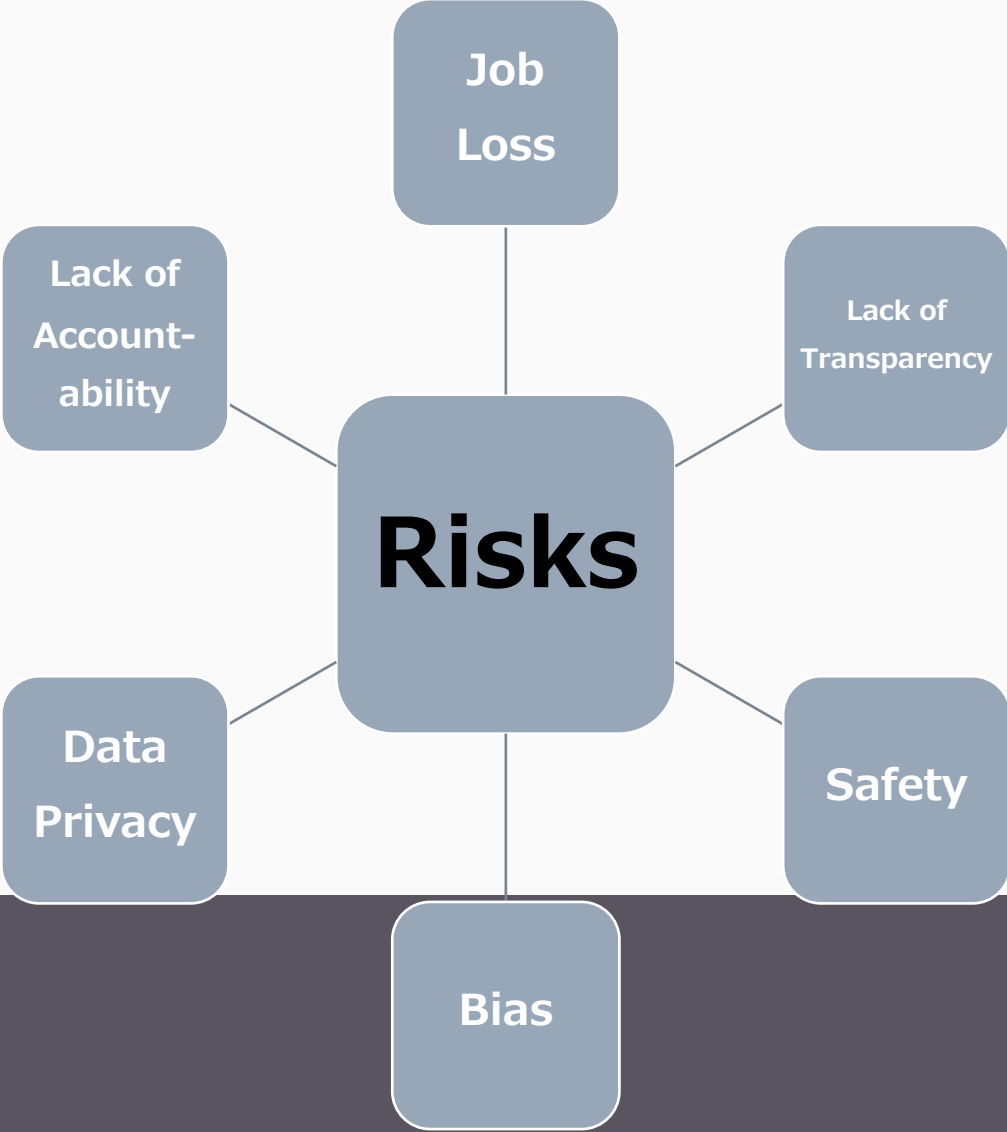 Job
Loss
Lack of
Account-
ability
Lack of
Transparency
Risks
Data
Privacy
Safety
Bias